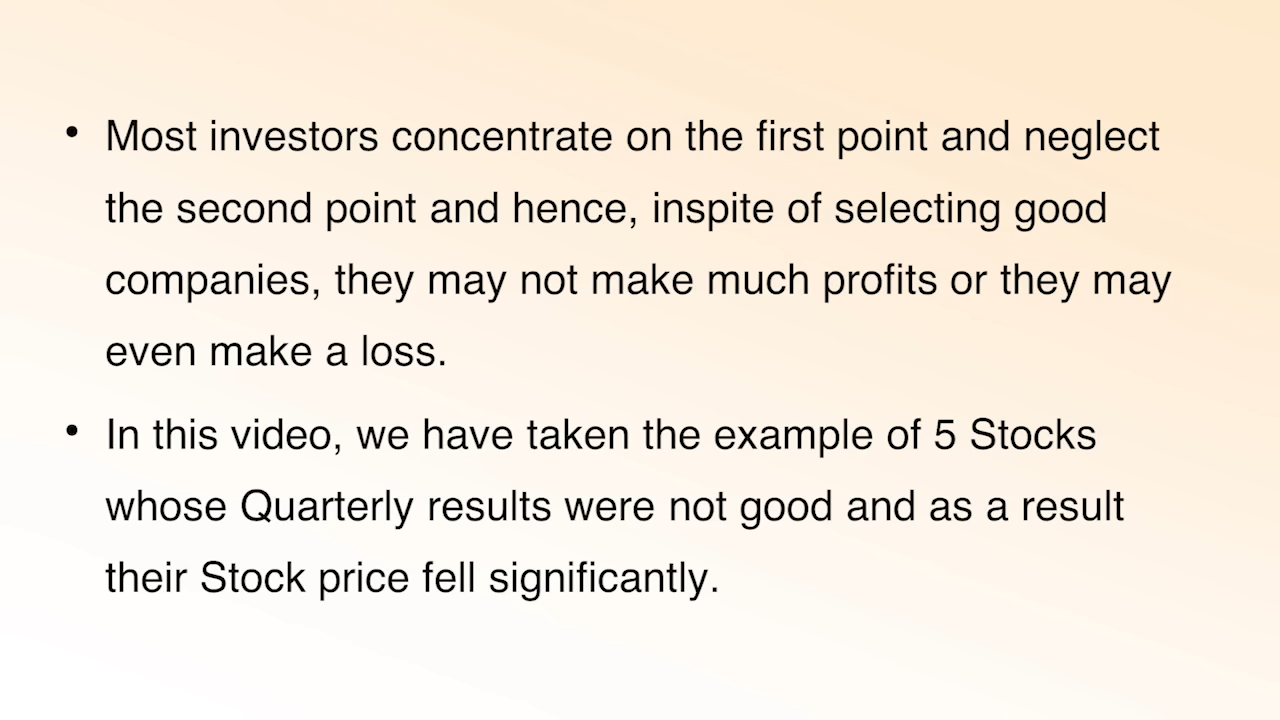 • Most investors concentrate on the first point and neglect
the second point and hence, inspite of selecting good
companies, they may not make much profits or they may
even make a loss.
• In this video, we have taken the example of 5 Stocks
whose Quarterly results were not good and as a result
their Stock price fell significantly.